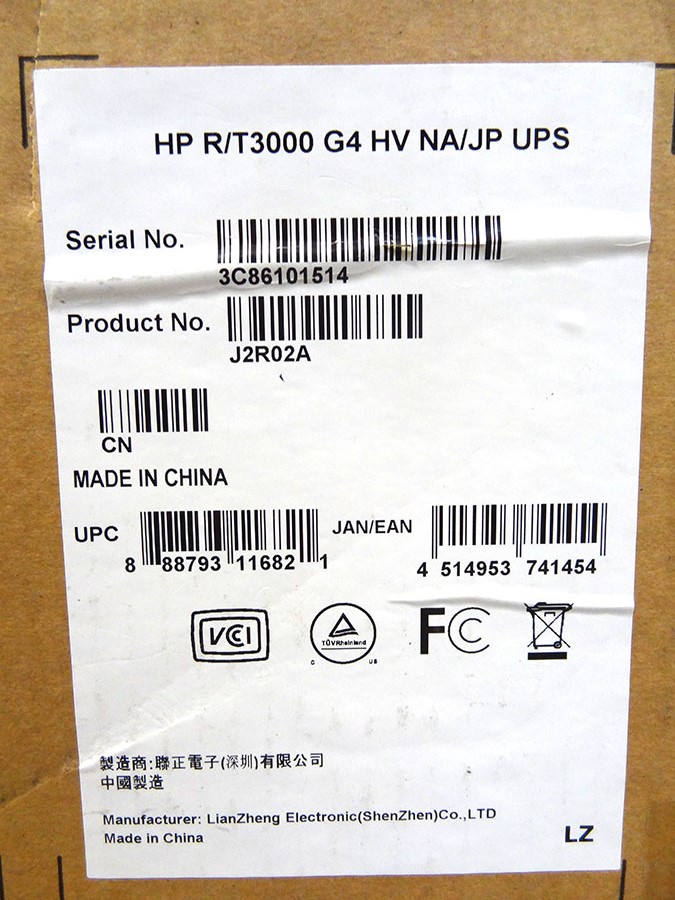 HP R/T3000 G4 HV NA/JP UPS
Serial No.
3C86101514
Product No.
J2R02A
CN
MADE IN CHINA
UPC 8 88793 11682 1
JAN/EAN 4 514953 741454
VCI
TÜVRheinland
C US
FC
製造商:聯正電子(深圳)有限公司
中國製造
Manufacturer: LianZheng Electronic(ShenZhen)Co.,LTD
Made in China
LZ